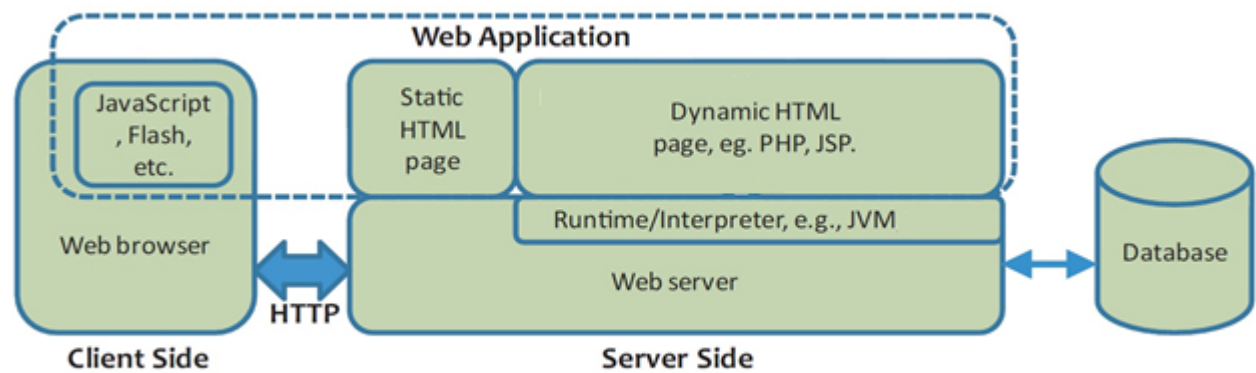 Web Application
JavaScript
, Flash,
etc.
Static
HTML
page
Dynamic HTML
page, eg. PHP, JSP.
Runtime/Interpreter, e.g., JVM
Web browser
Web server
Database
HTTP
Client Side
Server Side